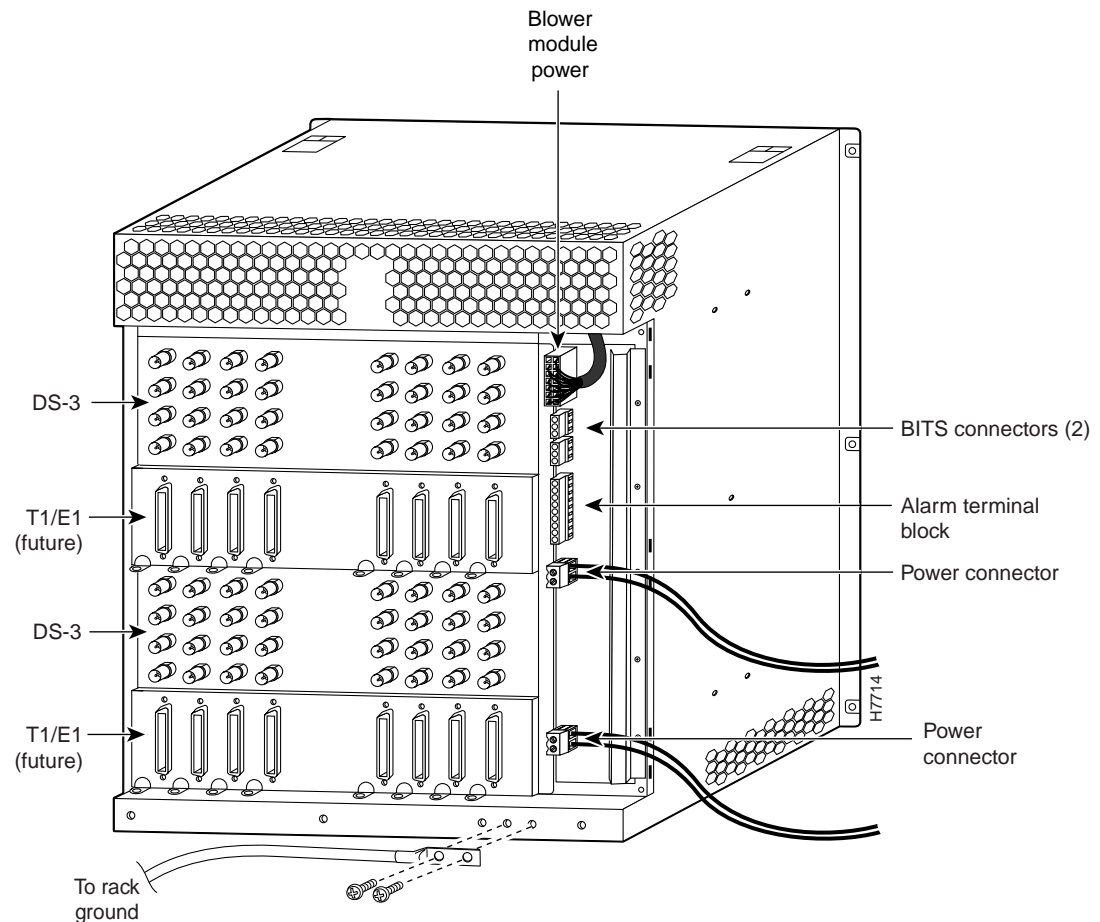 Blower
module
power
DS-3
BITS connectors (2)
T1/E1
(future)
Alarm terminal
block
Power connector
DS-3
H7714
T1/E1
(future)
Power
connector
To rack
ground